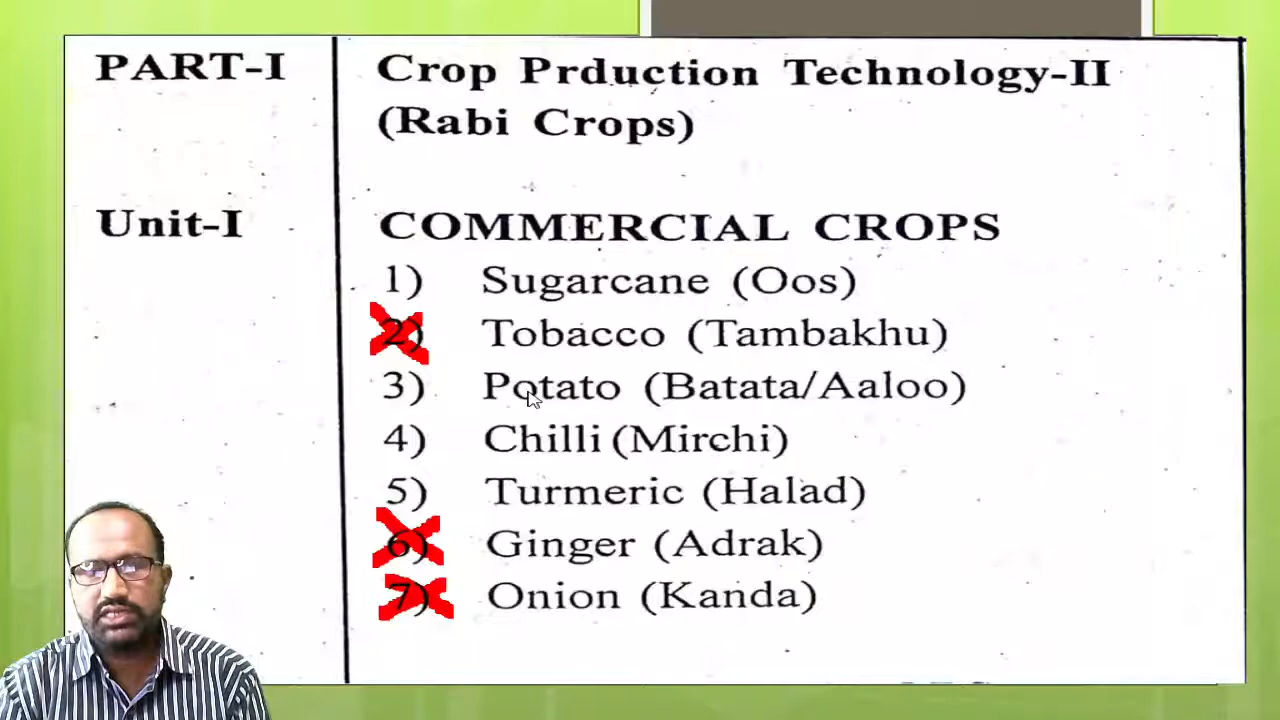 PART-I
Crop Prduction Technology-II
(Rabi Crops)
Unit-I
COMMERCIAL CROPS
1) Sugarcane (Oos)
2) Tobacco (Tambakhu)
3) Potato (Batata/Aaloo)
4) Chilli (Mirchi)
5) Turmeric (Halad)
6) Ginger (Adrak)
7) Onion (Kanda)